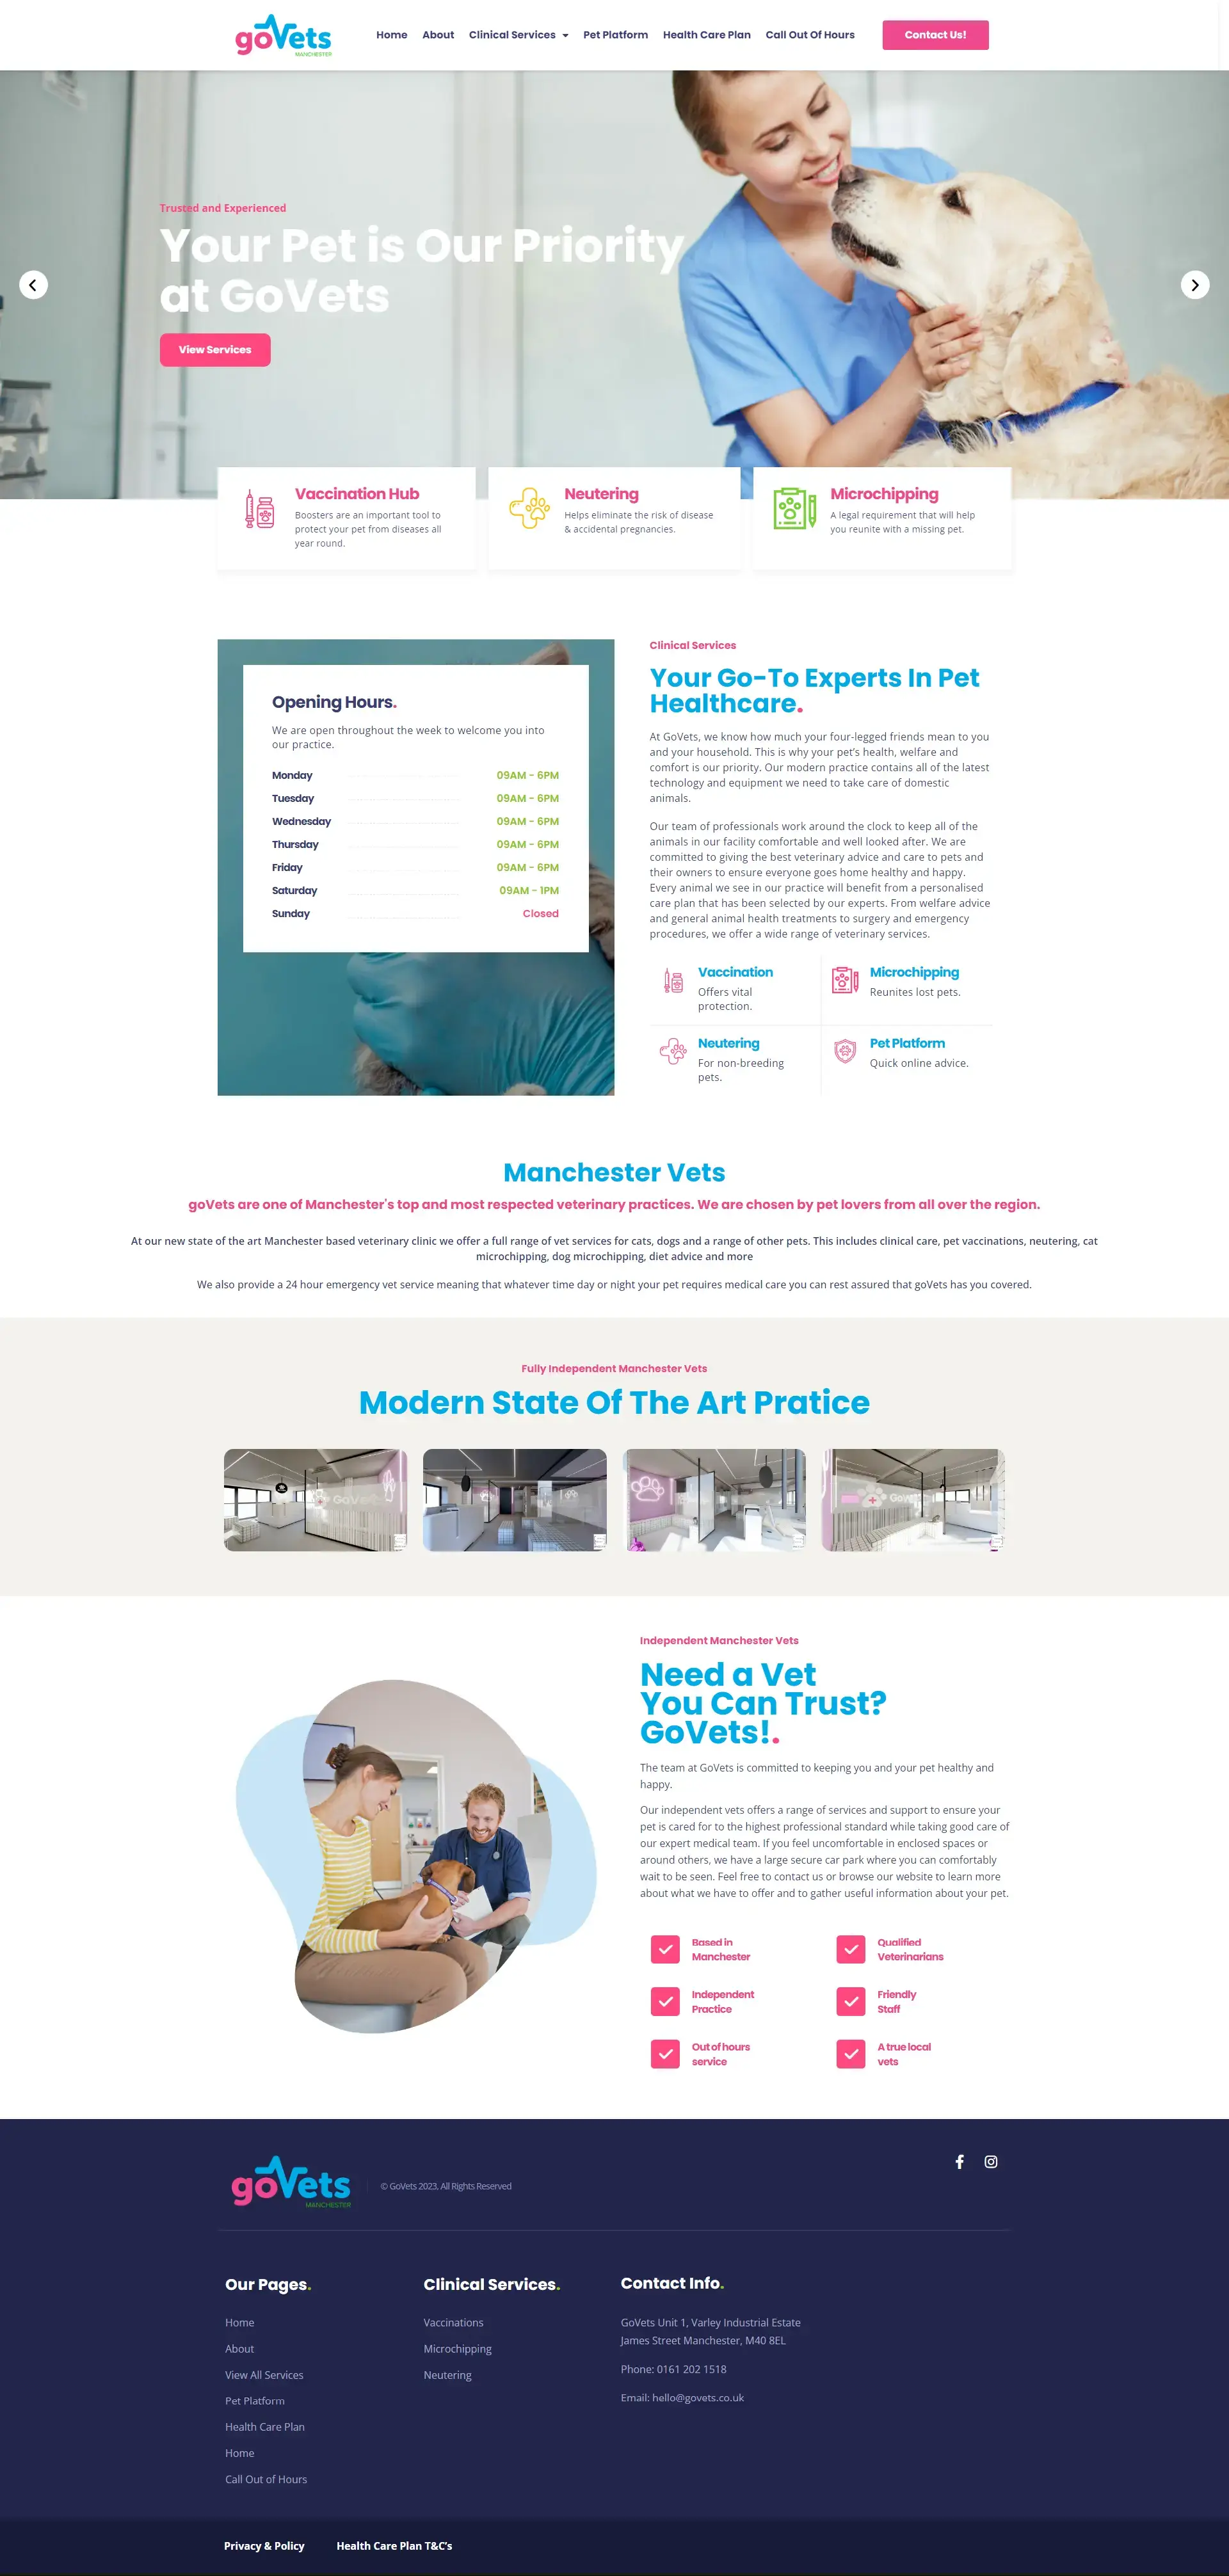 goVets
MANCHESTER
Home About Clinical Services Pet Platform Health Care Plan Call Out Of Hours Contact Us!
Trusted and Experienced
Your Pet is Our Priority
at GoVets
View Services
Vaccination Hub
Boosters are an important tool to
protect your pet from diseases all
year round.
Neutering
Helps eliminate the risk of disease
& accidental pregnancies.
Microchipping
A legal requirement that will help
you reunite with a missing pet.
Opening Hours.
We are open throughout the week to welcome you into
our practice.
Monday 09AM - 6PM
Tuesday 09AM - 6PM
Wednesday 09AM - 6PM
Thursday 09AM - 6PM
Friday 09AM - 6PM
Saturday 09AM - 1PM
Sunday Closed
Clinical Services
Your Go-To Experts In Pet
Healthcare.
At GoVets, we know how much your four-legged friends mean to you
and your household. This is why your pet's health, welfare and
comfort is our priority. Our modern practice contains all of the latest
technology and equipment we need to take care of domestic
animals.
Our team of professionals work around the clock to keep all of the
animals in our facility comfortable and well looked after. We are
committed to giving the best veterinary advice and care to pets and
their owners to ensure everyone goes home healthy and happy.
Every animal we see in our practice will benefit from a personalised
care plan that has been selected by our experts. From welfare advice
and general animal health treatments to surgery and emergency
procedures, we offer a wide range of veterinary services.
Vaccination
Offers vital
protection.
Microchipping
Reunites lost pets.
Neutering
For non-breeding
pets.
Pet Platform
Quick online advice.
Manchester Vets
goVets are one of Manchester's top and most respected veterinary practices. We are chosen by pet lovers from all over the region.
At our new state of the art Manchester based veterinary clinic we offer a full range of vet services for cats, dogs and a range of other pets. This includes clinical care, pet vaccinations, neutering, cat
microchipping, dog microchipping, diet advice and more
We also provide a 24 hour emergency vet service meaning that whatever time day or night your pet requires medical care you can rest assured that goVets has you covered.
Fully Independent Manchester Vets
Modern State Of The Art Pratice
Independent Manchester Vets
Need a Vet
You Can Trust?
GoVets!.
The team at GoVets is committed to keeping you and your pet healthy and
happy.
Our independent vets offers a range of services and support to ensure your
pet is cared for to the highest professional standard while taking good care of
our expert medical team. If you feel uncomfortable in enclosed spaces or
around others, we have a large secure car park where you can comfortably
wait to be seen. Feel free to contact us or browse our website to learn more
about what we have to offer and to gather useful information about your pet.
Based in
Manchester
Qualified
Veterinarians
Independent
Practice
Friendly
Staff
Out of hours
service
A true local
vets
goVets
MANCHESTER
© GoVets 2023, All Rights Reserved
Our Pages.
Home
About
View All Services
Pet Platform
Health Care Plan
Home
Call Out of Hours
Clinical Services.
Vaccinations
Microchipping
Neutering
Contact Info.
GoVets Unit 1, Varley Industrial Estate
James Street Manchester, M40 8EL
Phone: 0161 202 1518
Email: hello@govets.co.uk
Privacy & Policy Health Care Plan T&C's